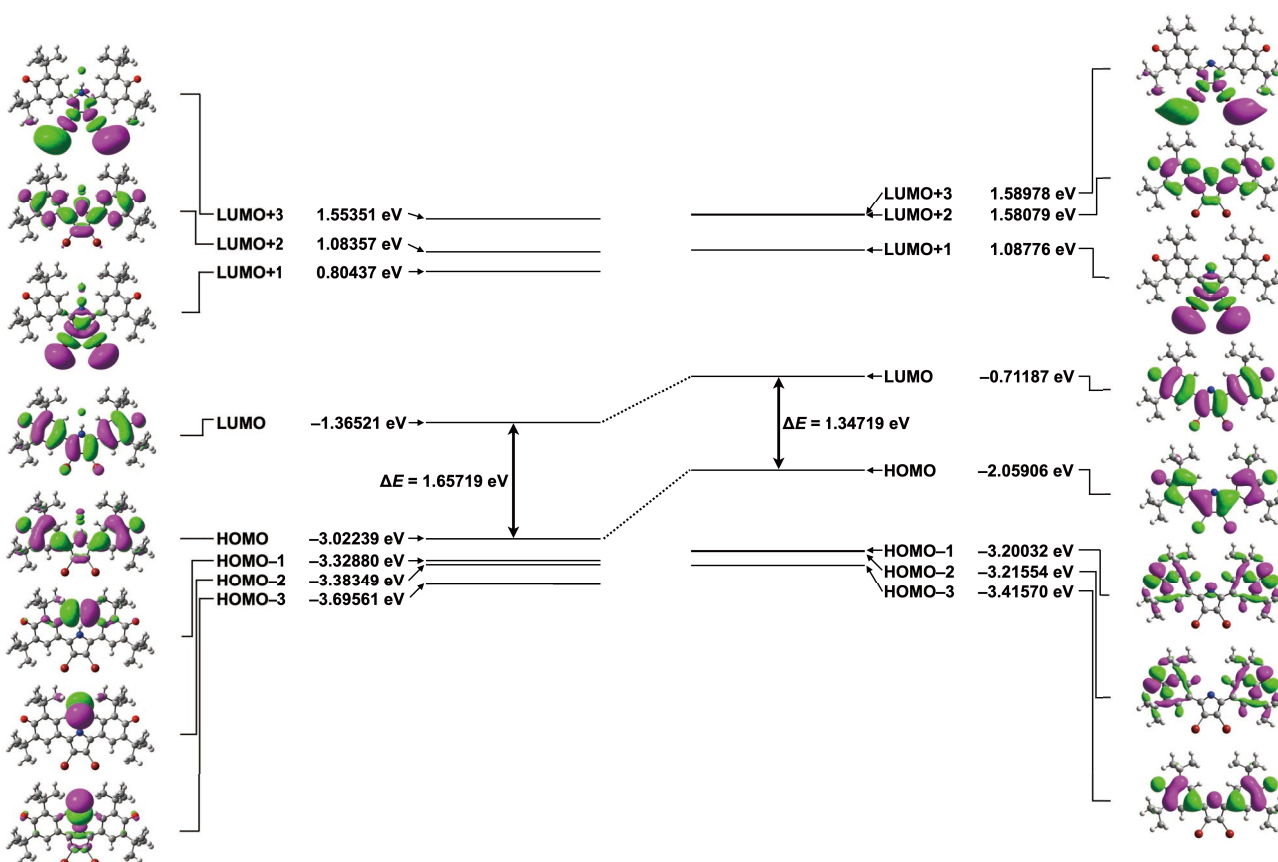 LUMO+3 1.55351 eV
LUMO+2 1.08357 eV
LUMO+1 0.80437 eV
LUMO –1.36521 eV
ΔE = 1.65719 eV
HOMO –3.02239 eV
HOMO–1 –3.32880 eV
HOMO–2 –3.38349 eV
HOMO–3 –3.69561 eV
LUMO+3 1.58978 eV
LUMO+2 1.58079 eV
LUMO+1 1.08776 eV
LUMO –0.71187 eV
ΔE = 1.34719 eV
HOMO –2.05906 eV
HOMO–1 –3.20032 eV
HOMO–2 –3.21554 eV
HOMO–3 –3.41570 eV